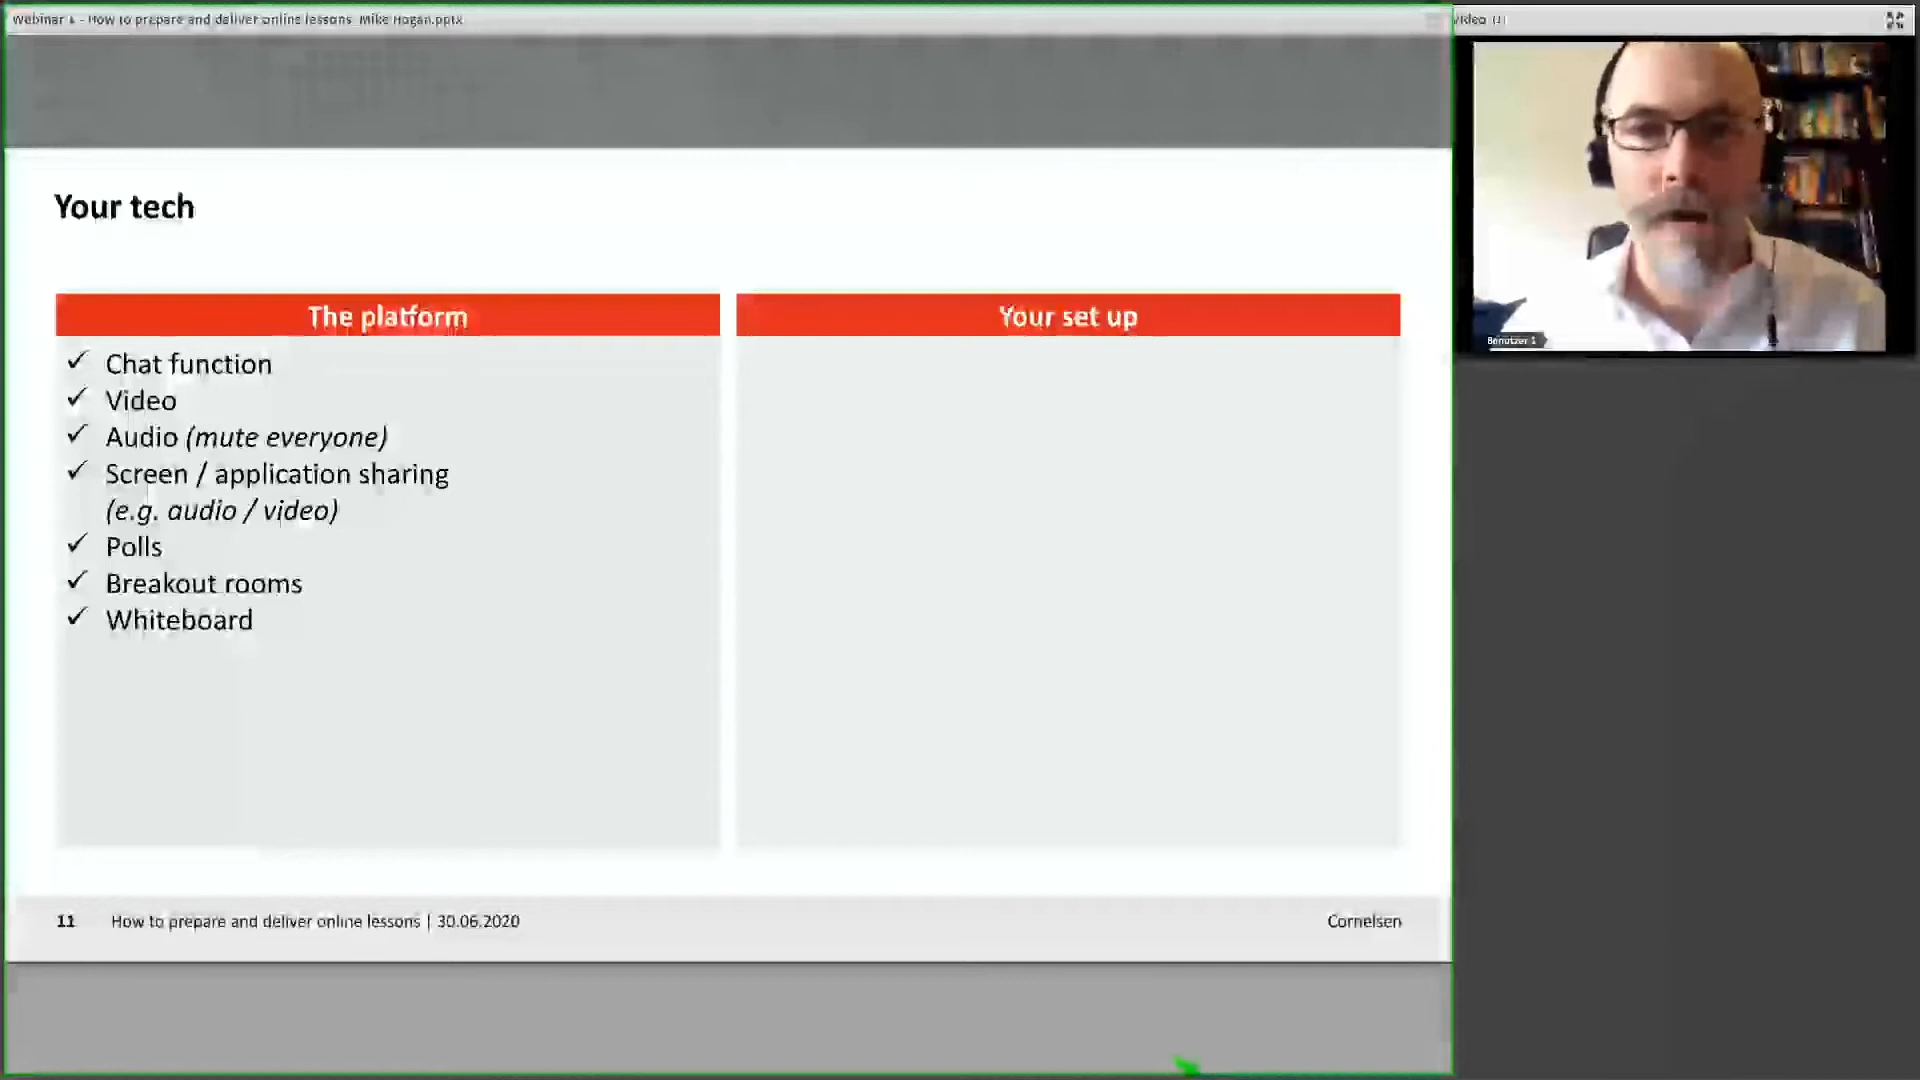 Webinar 1 - How to prepare and deliver online lessons_Mike Hogan.pptx
Video (1)
Your tech
The platform
✓ Chat function
✓ Video
✓ Audio (mute everyone)
✓ Screen / application sharing
(e.g. audio / video)
✓ Polls
✓ Breakout rooms
✓ Whiteboard
Your set up
Benutzer 1
11 How to prepare and deliver online lessons | 30.06.2020 Cornelsen